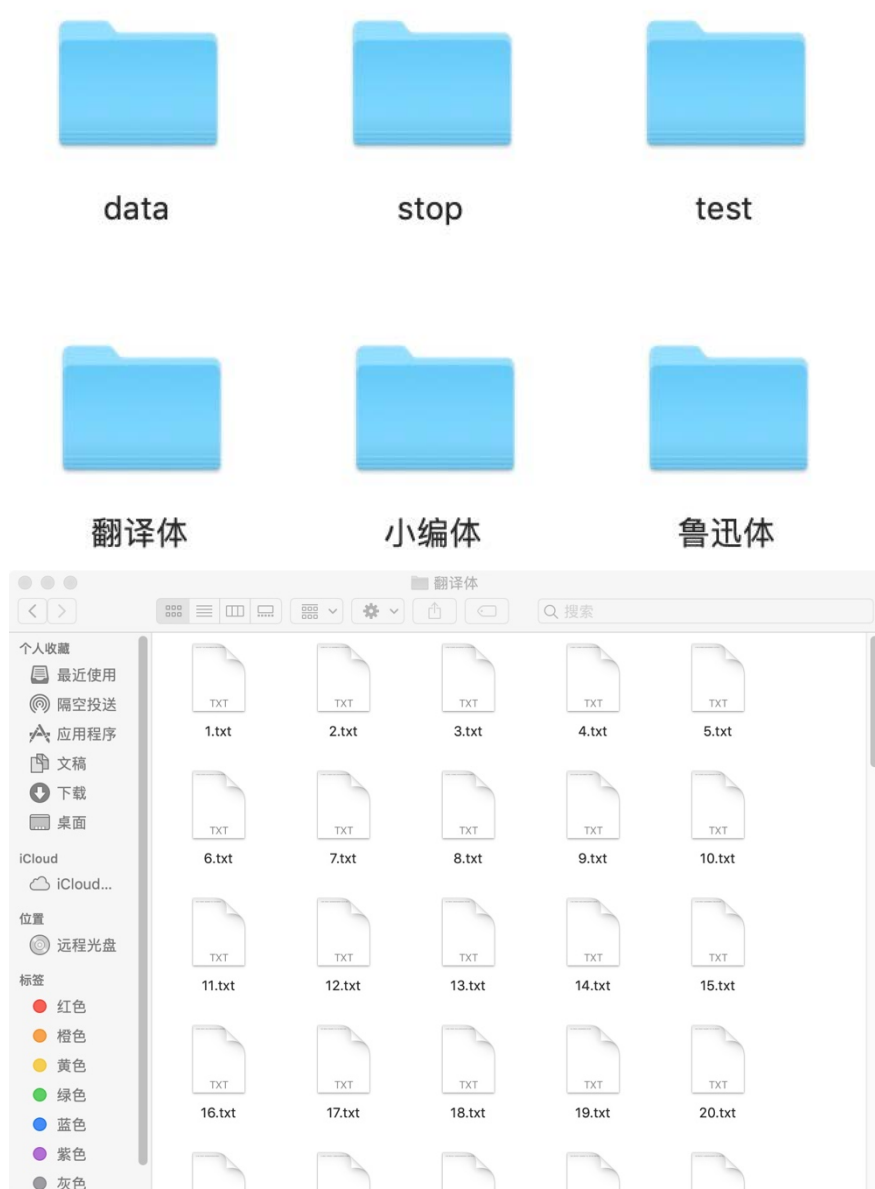 data
stop
test
翻译体
小编体
鲁迅体
翻译体
搜索
个人收藏
最近使用
隔空投送
应用程序
文稿
下载
桌面
iCloud
iCloud...
位置
远程光盘
标签
红色
橙色
黄色
绿色
蓝色
紫色
灰色
TXT TXT TXT TXT TXT
1.txt 2.txt 3.txt 4.txt 5.txt
TXT TXT TXT TXT TXT
6.txt 7.txt 8.txt 9.txt 10.txt
TXT TXT TXT TXT TXT
11.txt 12.txt 13.txt 14.txt 15.txt
TXT TXT TXT TXT TXT
16.txt 17.txt 18.txt 19.txt 20.txt